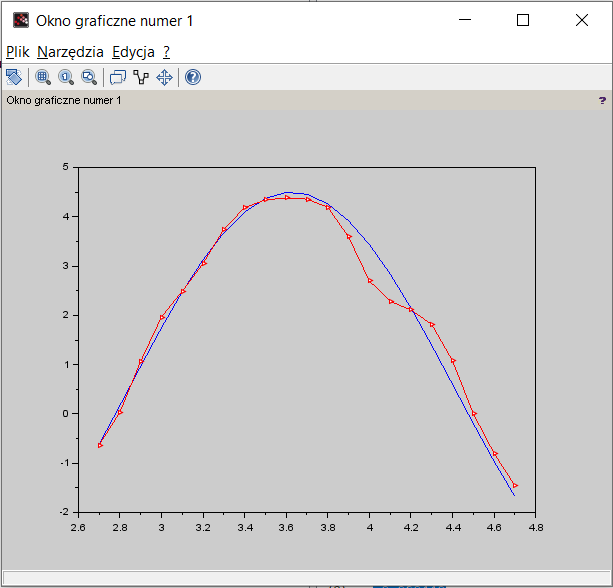 Okno graficzne numer 1
Plik Narzędzia Edycja ?
Okno graficzne numer 1 ?
5
4
3
2
1
0
-1
-2
2.6 2.8 3 3.2 3.4 3.6 3.8 4 4.2 4.4 4.6 4.8